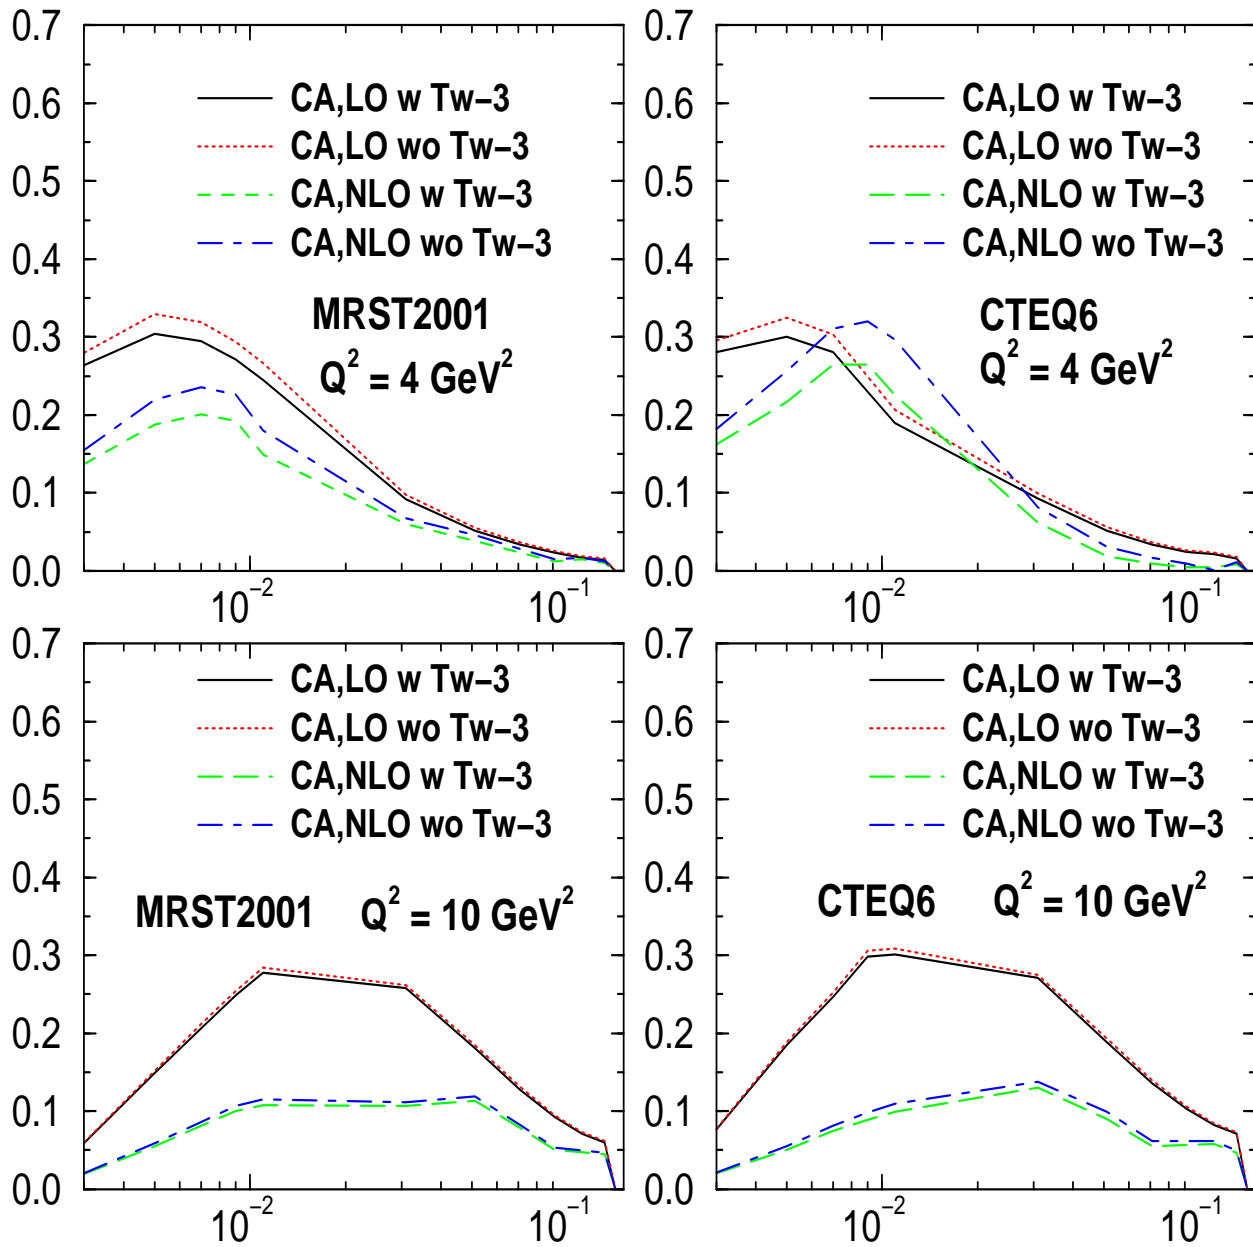 0.7
0.6
0.5
0.4
0.3
0.2
0.1
0.0
CA,LO w Tw−3
CA,LO wo Tw−3
CA,NLO w Tw−3
CA,NLO wo Tw−3
MRST2001
Q² = 4 GeV²
10⁻²
10⁻¹
0.7
0.6
0.5
0.4
0.3
0.2
0.1
0.0
CA,LO w Tw−3
CA,LO wo Tw−3
CA,NLO w Tw−3
CA,NLO wo Tw−3
CTEQ6
Q² = 4 GeV²
10⁻²
10⁻¹
0.7
0.6
0.5
0.4
0.3
0.2
0.1
0.0
CA,LO w Tw−3
CA,LO wo Tw−3
CA,NLO w Tw−3
CA,NLO wo Tw−3
MRST2001 Q² = 10 GeV²
10⁻²
10⁻¹
0.7
0.6
0.5
0.4
0.3
0.2
0.1
0.0
CA,LO w Tw−3
CA,LO wo Tw−3
CA,NLO w Tw−3
CA,NLO wo Tw−3
CTEQ6 Q² = 10 GeV²
10⁻²
10⁻¹